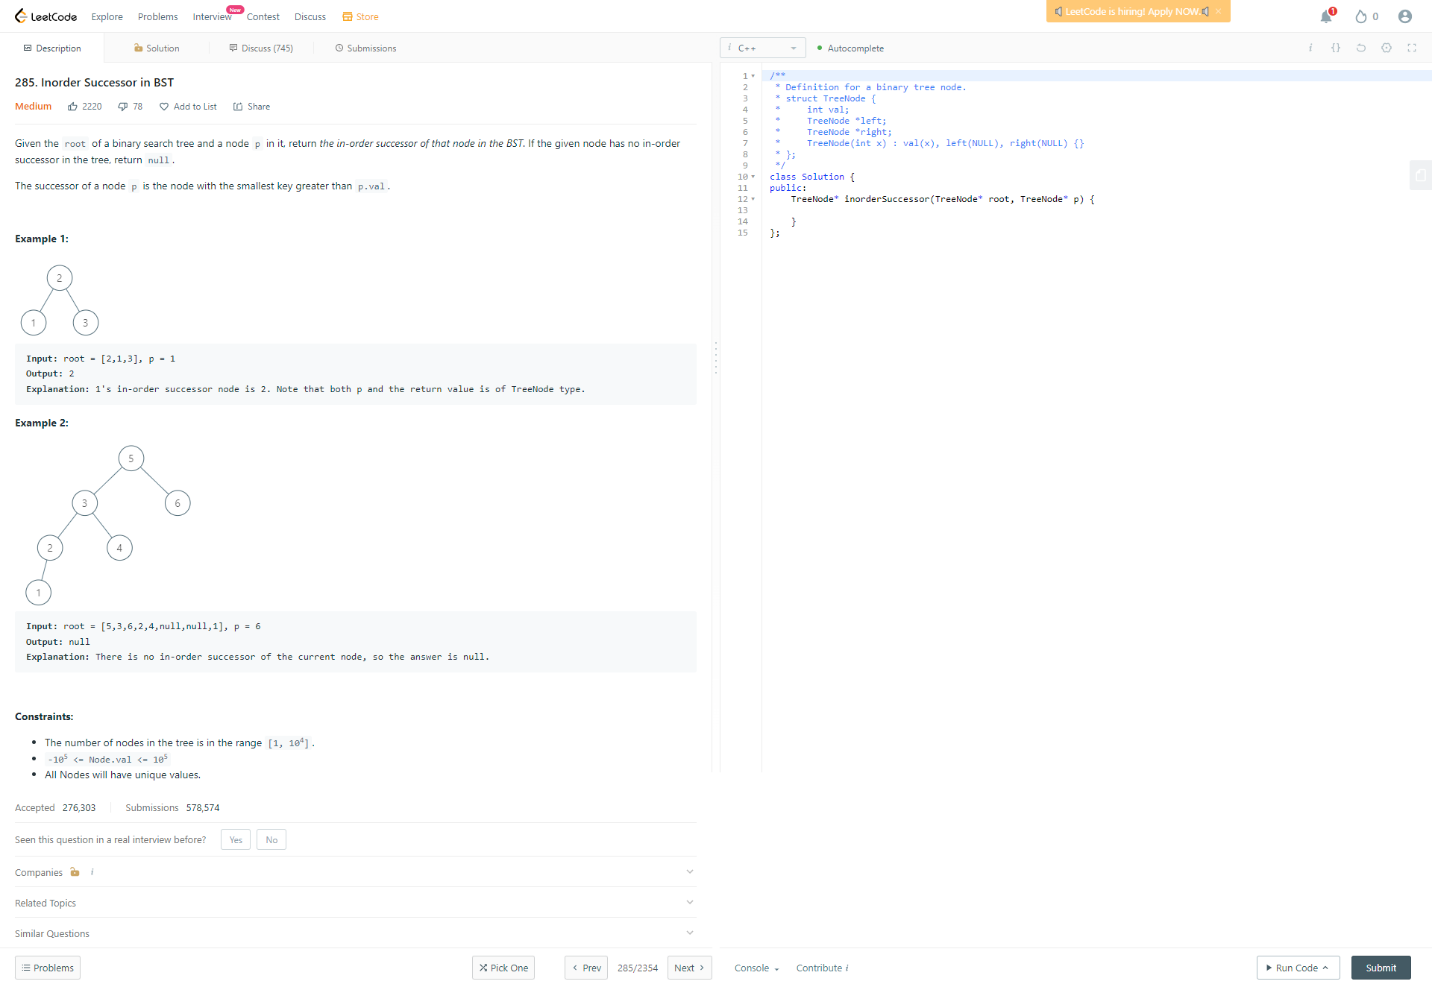 LeetCode Explore Problems Interview New Contest Discuss Store LeetCode is hiring! Apply NOW. × 1 0
Description Solution Discuss (745) Submissions i C++ Autocomplete i {}
285. Inorder Successor in BST
Medium 2220 78 Add to List Share
Given the root of a binary search tree and a node p in it, return the in-order successor of that node in the BST. If the given node has no in-order
successor in the tree, return null.
The successor of a node p is the node with the smallest key greater than p.val.
Example 1:
2
1 3
Input: root = [2,1,3], p = 1
Output: 2
Explanation: 1's in-order successor node is 2. Note that both p and the return value is of TreeNode type.
Example 2:
5
3 6
2 4
1
Input: root = [5,3,6,2,4,null,null,1], p = 6
Output: null
Explanation: There is no in-order successor of the current node, so the answer is null.
Constraints:
• The number of nodes in the tree is in the range [1, 10⁴].
• -10⁵ <= Node.val <= 10⁵
• All Nodes will have unique values.
Accepted 276,303 Submissions 578,574
Seen this question in a real interview before? Yes No
Companies i
Related Topics
Similar Questions
Problems Pick One Prev 285/2354 Next
1 /**
2  * Definition for a binary tree node.
3  * struct TreeNode {
4  *     int val;
5  *     TreeNode *left;
6  *     TreeNode *right;
7  *     TreeNode(int x) : val(x), left(NULL), right(NULL) {}
8  * };
9  */
10 class Solution {
11 public:
12     TreeNode* inorderSuccessor(TreeNode* root, TreeNode* p) {
13
14     }
15 };
Console Contribute i Run Code Submit